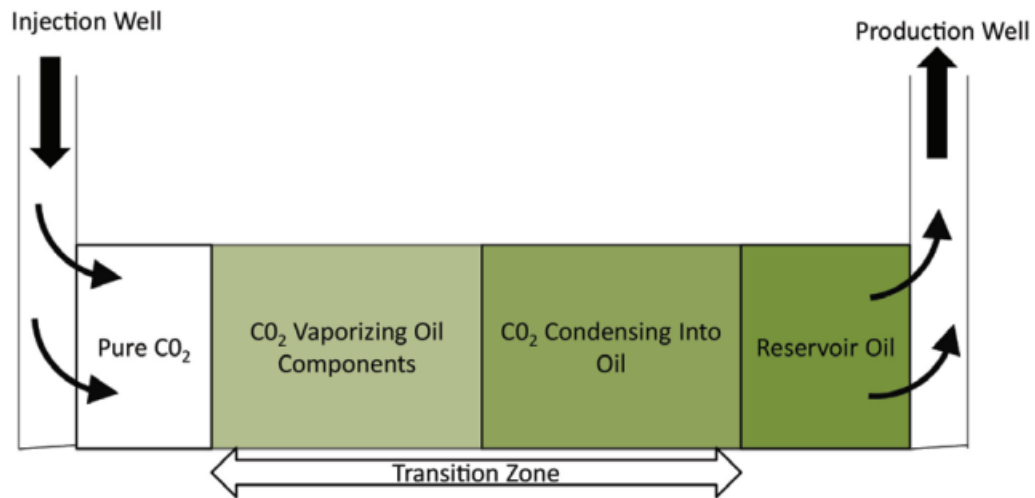 Injection Well
Production Well
Pure C0₂
C0₂ Vaporizing Oil
Components
C0₂ Condensing Into
Oil
Reservoir Oil
Transition Zone